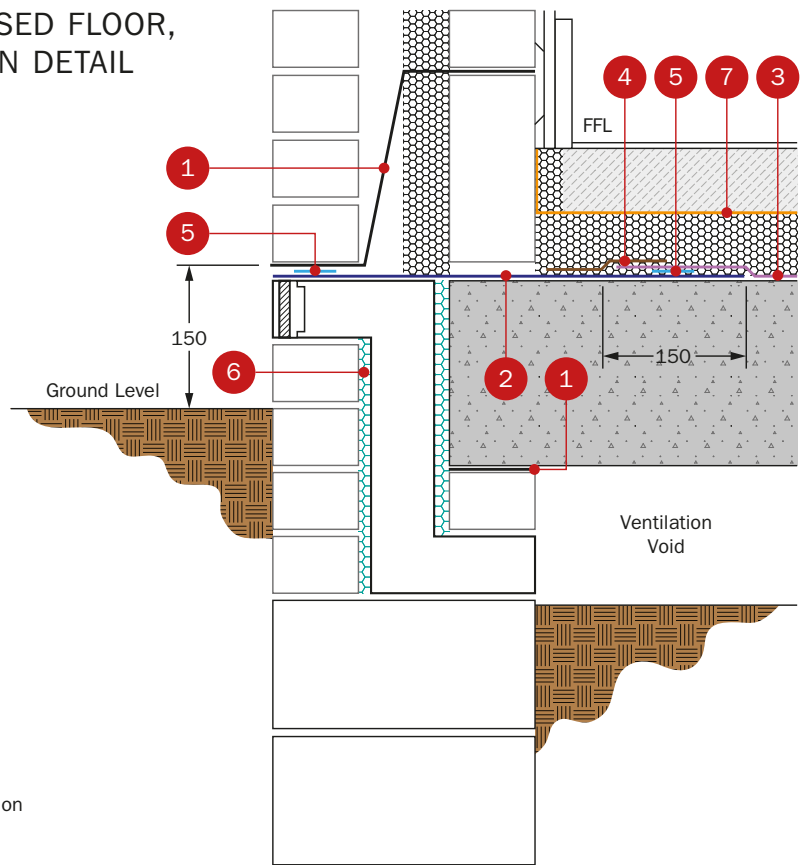 SED FLOOR,
N DETAIL
4
5
7
3
FFL
1
5
150
150
6
2
1
Ground Level
Ventilation
Void
on